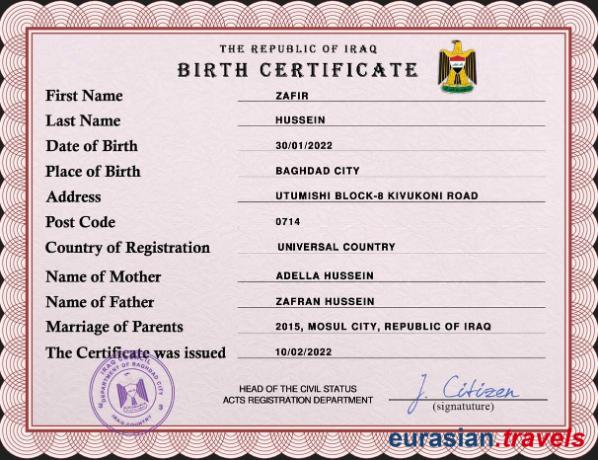 THE REPUBLIC OF IRAQ
BIRTH CERTIFICATE
First Name ZAFIR
Last Name HUSSEIN
Date of Birth 30/01/2022
Place of Birth BAGHDAD CITY
Address UTUMISHI BLOCK-8 KIVUKONI ROAD
Post Code 0714
Country of Registration UNIVERSAL COUNTRY
Name of Mother ADELLA HUSSEIN
Name of Father ZAFRAN HUSSEIN
Marriage of Parents 2015, MOSUL CITY, REPUBLIC OF IRAQ
The Certificate was issued 10/02/2022
IRAQ COUNCIL
DEPARTMENT OF BAGHDAD CITY
IRAQ COUNTRY
HEAD OF THE CIVIL STATUS
ACTS REGISTRATION DEPARTMENT
J. Citizen
(signatuture)
eurasian.travels